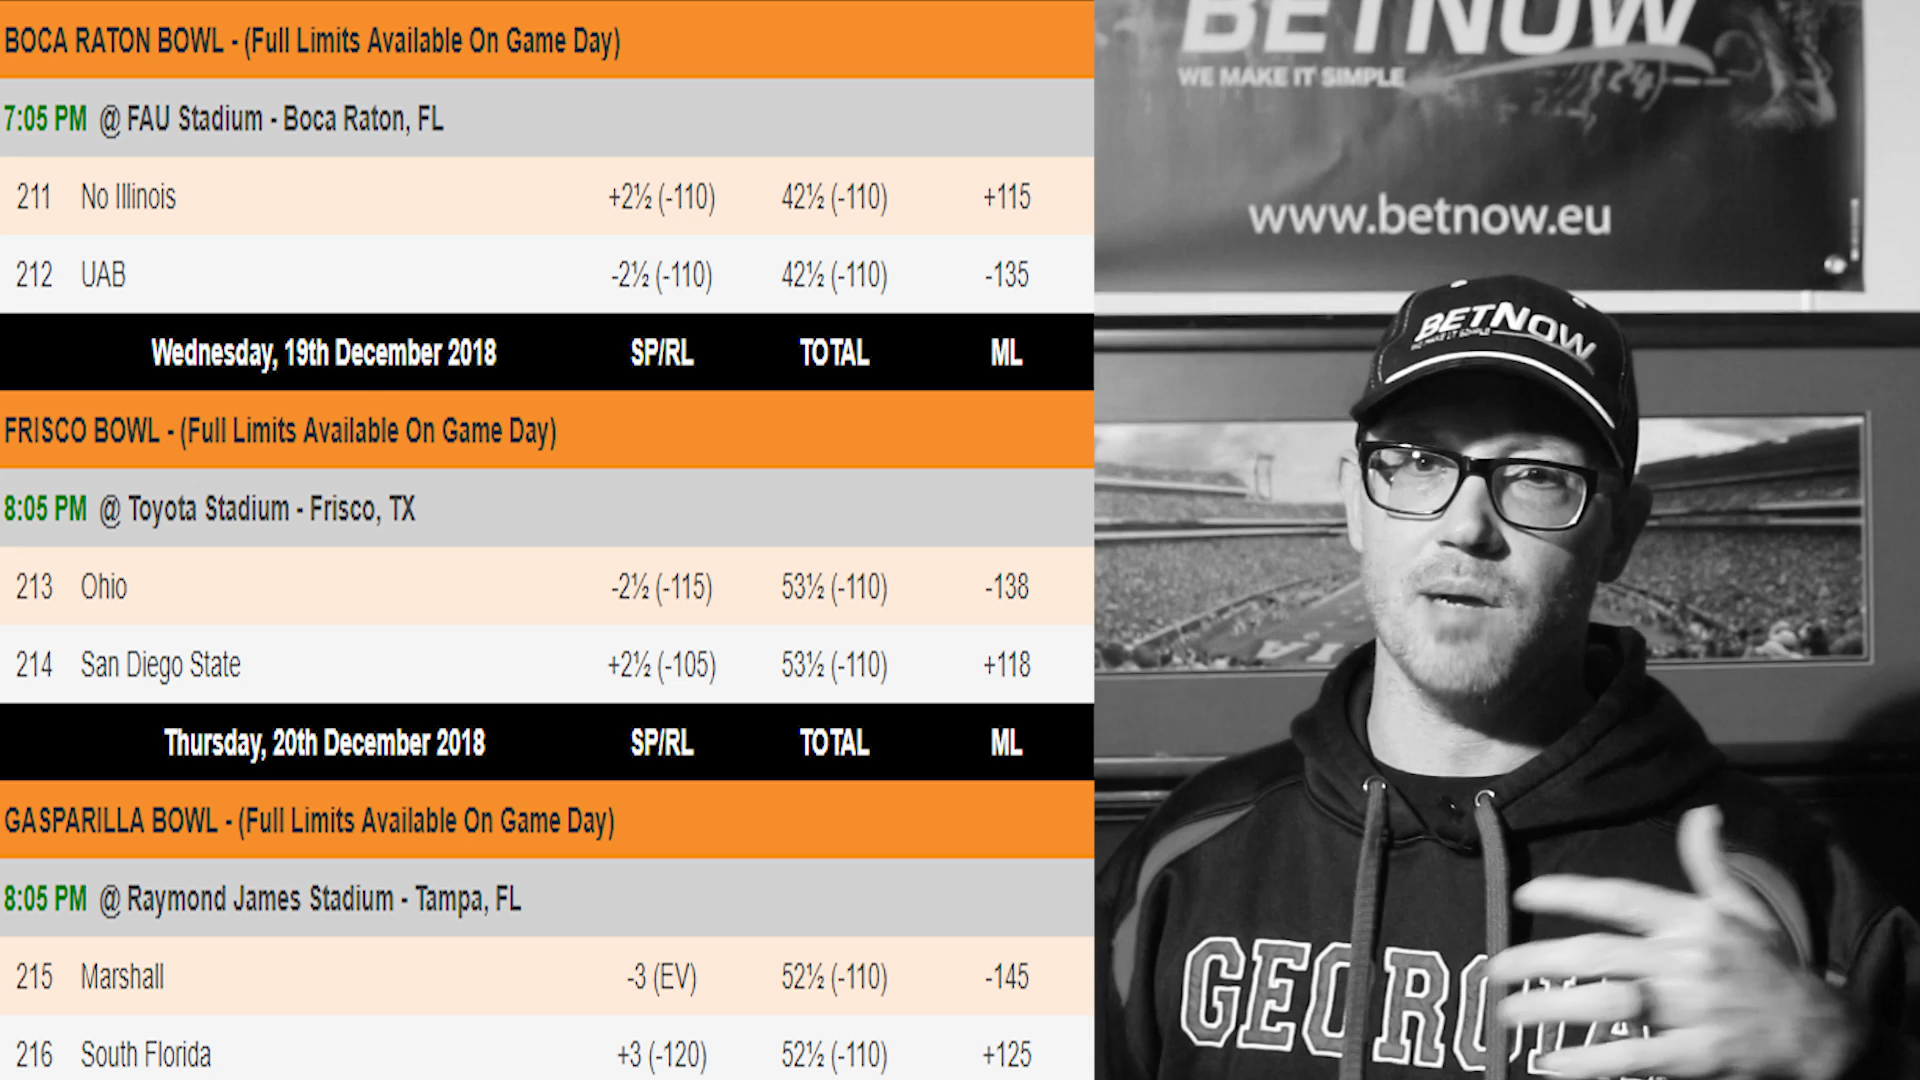 BOCA RATON BOWL - (Full Limits Available On Game Day)
7:05 PM @ FAU Stadium - Boca Raton, FL
211 No Illinois +2½ (-110) 42½ (-110) +115
212 UAB -2½ (-110) 42½ (-110) -135
Wednesday, 19th December 2018 SP/RL TOTAL ML
FRISCO BOWL - (Full Limits Available On Game Day)
8:05 PM @ Toyota Stadium - Frisco, TX
213 Ohio -2½ (-115) 53½ (-110) -138
214 San Diego State +2½ (-105) 53½ (-110) +118
Thursday, 20th December 2018 SP/RL TOTAL ML
GASPARILLA BOWL - (Full Limits Available On Game Day)
8:05 PM @ Raymond James Stadium - Tampa, FL
215 Marshall -3 (EV) 52½ (-110) -145
216 South Florida +3 (-120) 52½ (-110) +125
BETNOW
WE MAKE IT SIMPLE
www.betnow.eu
BETNOW
WE MAKE IT SIMPLE
GEORGIA